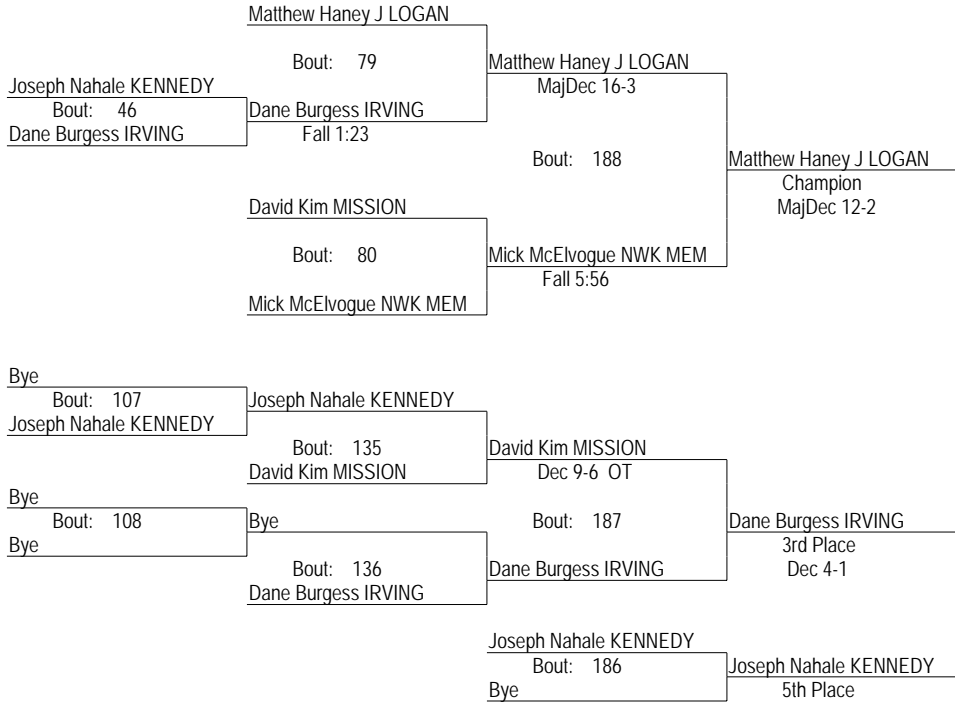 Matthew Haney J LOGAN
Bout: 79
Matthew Haney J LOGAN
Joseph Nahale KENNEDY
MajDec 16-3
Bout: 46
Dane Burgess IRVING
Dane Burgess IRVING
Fall 1:23
Bout: 188
Matthew Haney J LOGAN
Champion
David Kim MISSION
MajDec 12-2
Bout: 80
Mick McElvogue NWK MEM
Fall 5:56
Mick McElvogue NWK MEM
Bye
Bout: 107
Joseph Nahale KENNEDY
Joseph Nahale KENNEDY
Bout: 135
David Kim MISSION
David Kim MISSION
Dec 9-6 OT
Bye
Bout: 108
Bye
Bout: 187
Dane Burgess IRVING
Bye
3rd Place
Bout: 136
Dane Burgess IRVING
Dec 4-1
Dane Burgess IRVING
Joseph Nahale KENNEDY
Bout: 186
Joseph Nahale KENNEDY
Bye
5th Place